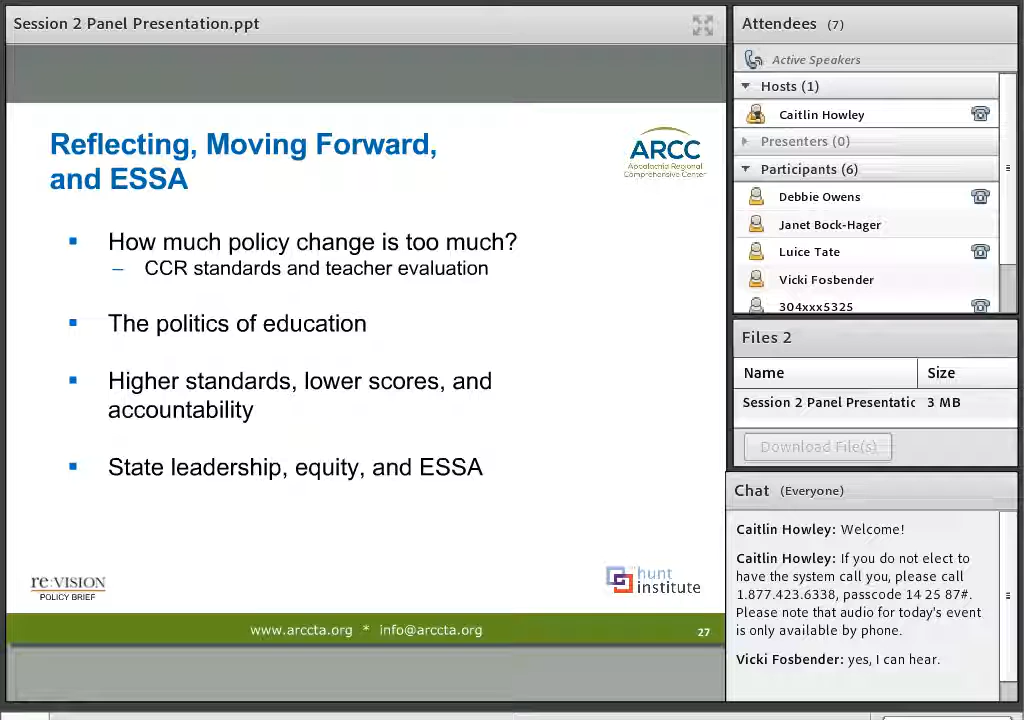 Session 2 Panel Presentation.ppt
Reflecting, Moving Forward,
and ESSA
ARCC
Appalachia Regional
Comprehensive Center
How much policy change is too much?
– CCR standards and teacher evaluation
The politics of education
Higher standards, lower scores, and
accountability
State leadership, equity, and ESSA
re:VISION
POLICY BRIEF
hunt
institute
www.arccta.org * info@arccta.org
27
Attendees (7)
Active Speakers
Hosts (1)
Caitlin Howley
Presenters (0)
Participants (6)
Debbie Owens
Janet Bock-Hager
Luice Tate
Vicki Fosbender
304xxx5325
Files 2
Name Size
Session 2 Panel Presentatic 3 MB
Download File(s)
Chat (Everyone)
Caitlin Howley: Welcome!
Caitlin Howley: If you do not elect to
have the system call you, please call
1.877.423.6338, passcode 14 25 87#.
Please note that audio for today's event
is only available by phone.
Vicki Fosbender: yes, I can hear.